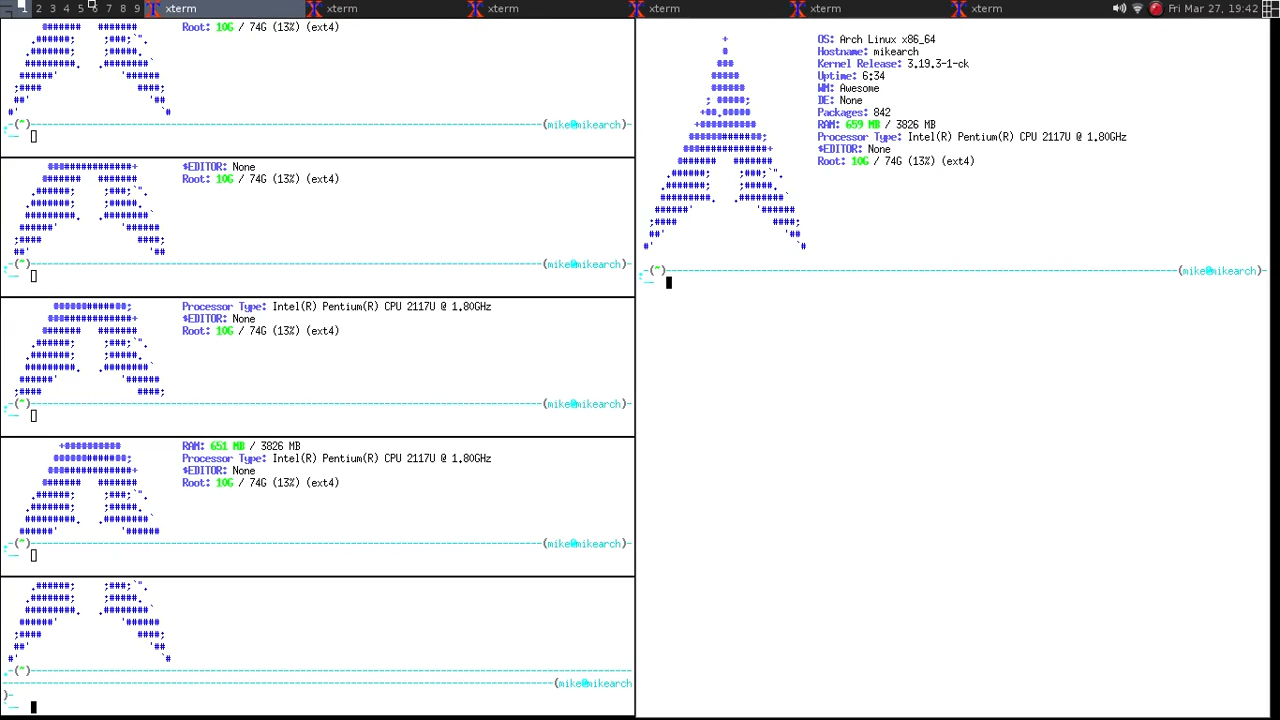 1 2 3 4 5 6 7 8 9 xterm xterm xterm xterm xterm xterm Fri Mar 27, 19:42
Root: 10G / 74G (13%) (ext4)
-(~)-(mike@mikearch)-
$EDITOR: None
Root: 10G / 74G (13%) (ext4)
-(~)-(mike@mikearch)-
Processor Type: Intel(R) Pentium(R) CPU 2117U @ 1.80GHz
$EDITOR: None
Root: 10G / 74G (13%) (ext4)
-(~)-(mike@mikearch)-
RAM: 651 MB / 3826 MB
Processor Type: Intel(R) Pentium(R) CPU 2117U @ 1.80GHz
$EDITOR: None
Root: 10G / 74G (13%) (ext4)
-(~)-(mike@mikearch)-
-(~)-
-(mike@mikearch
)-
OS: Arch Linux x86_64
Hostname: mikearch
Kernel Release: 3.19.3-1-ck
Uptime: 6:34
WM: Awesome
DE: None
Packages: 842
RAM: 659 MB / 3826 MB
Processor Type: Intel(R) Pentium(R) CPU 2117U @ 1.80GHz
$EDITOR: None
Root: 10G / 74G (13%) (ext4)
-(~)-(mike@mikearch)-